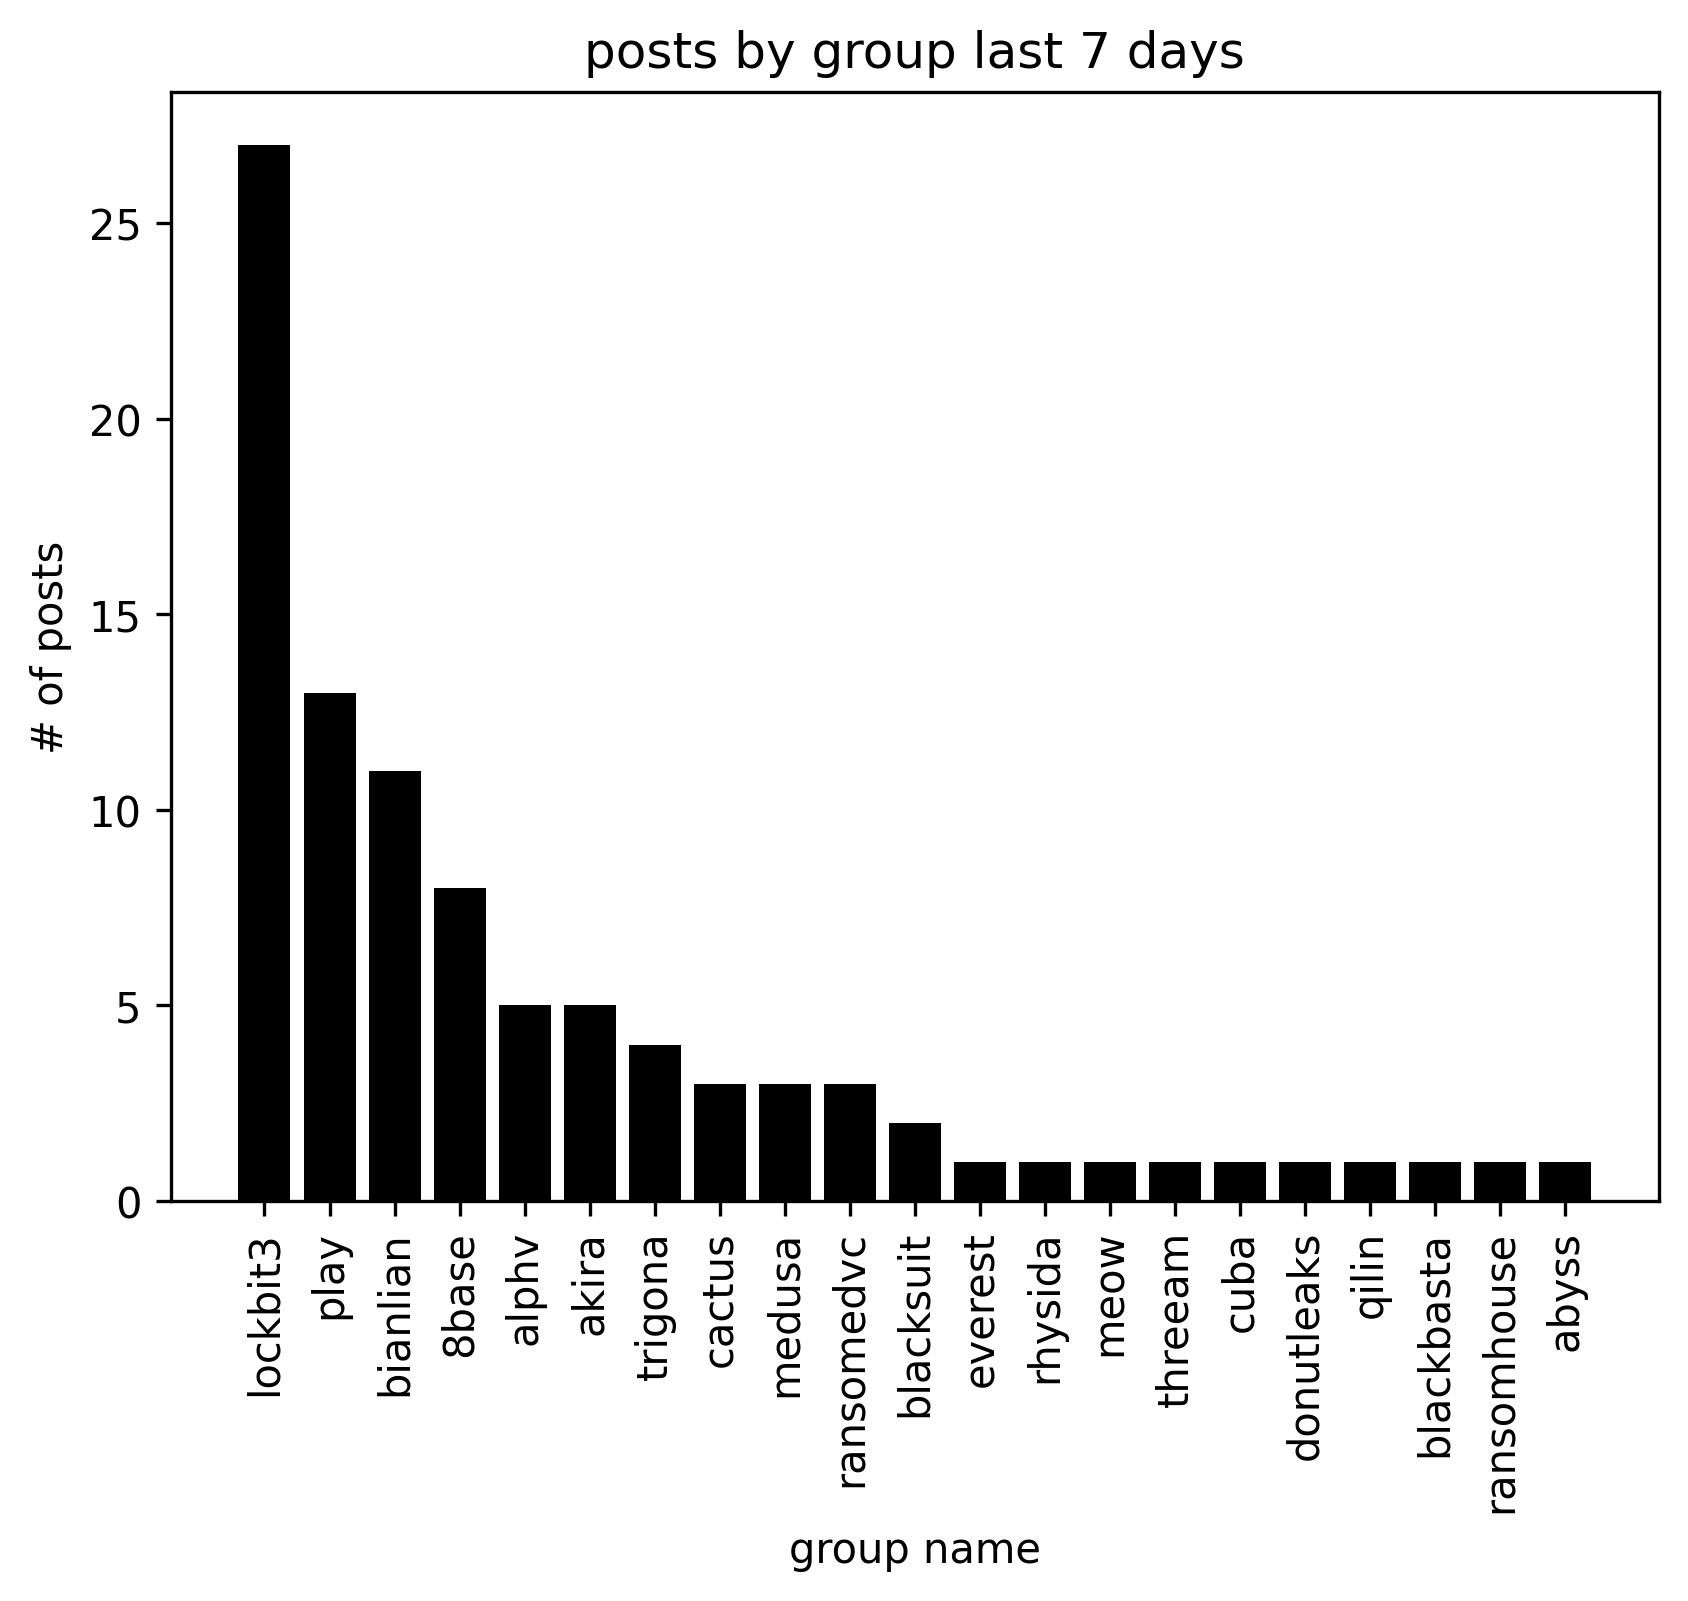 posts by group last 7 days
# of posts
25
20
15
10
5
0
lockbit3
play
bianlian
8base
alphv
akira
trigona
cactus
medusa
ransomedvc
blacksuit
everest
rhysida
meow
threeam
cuba
donutleaks
qilin
blackbasta
ransomhouse
abyss
group name